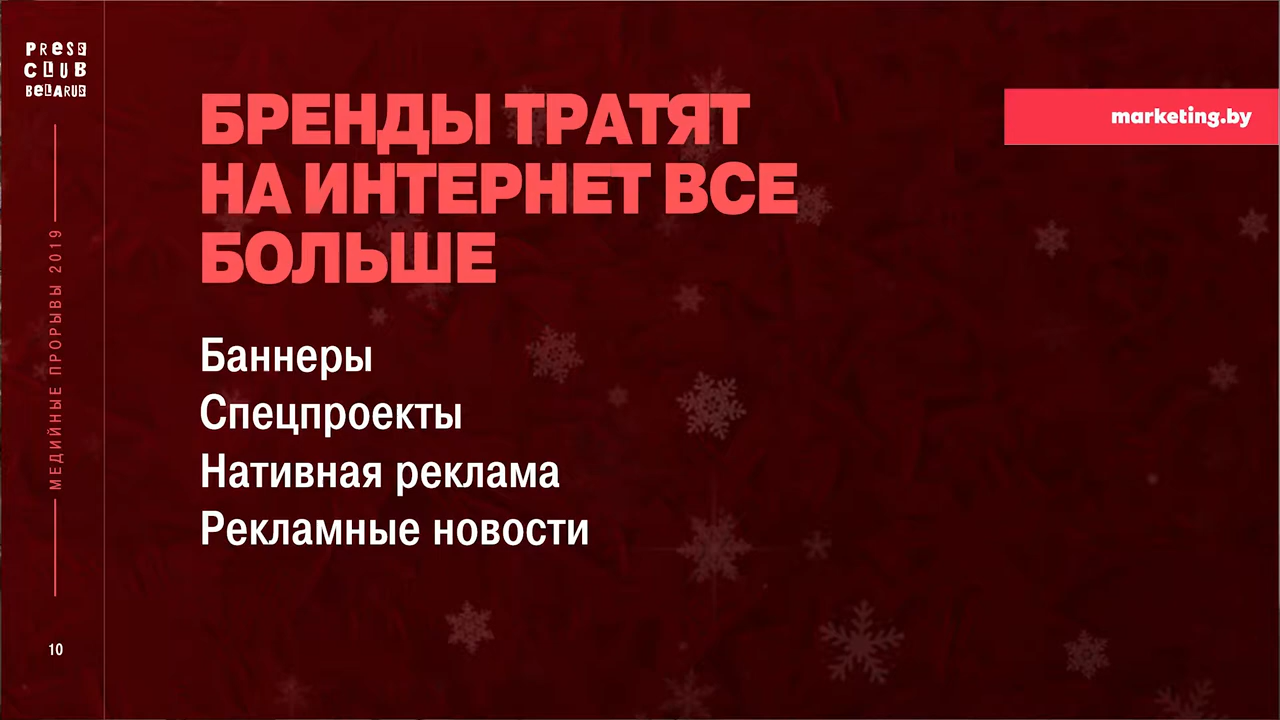 PRESS
CLUB
BELARUS
МЕДИЙНЫЕ ПРОРЫВЫ 2019
10
БРЕНДЫ ТРАТЯТ
НА ИНТЕРНЕТ ВСЕ
БОЛЬШЕ
marketing.by
Баннеры
Спецпроекты
Нативная реклама
Рекламные новости